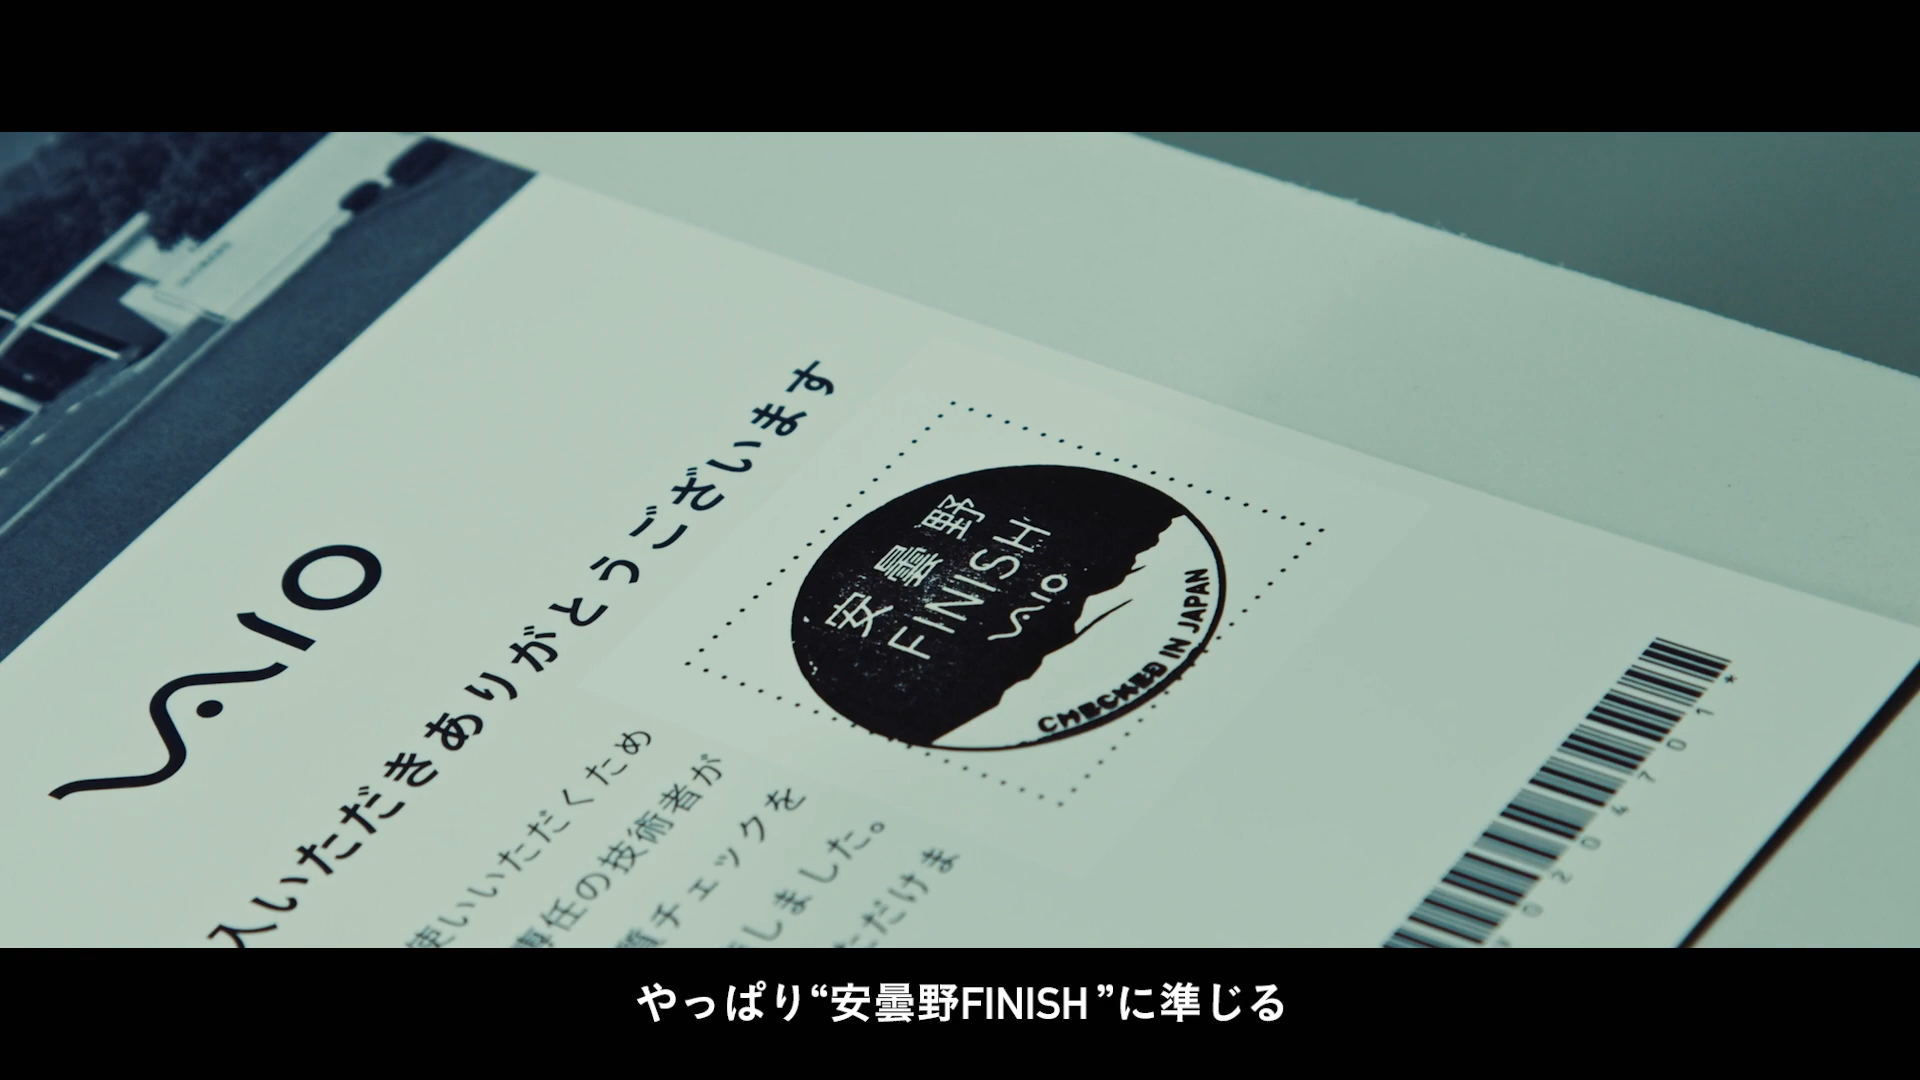 VAIO
入いただきありがとうございます
使いいただくため
専任の技術者が
質チェックを
しました。
ただけま
安曇野
FINISH
VAIO
CHECKED IN JAPAN
0204701*
やっぱり“安曇野FINISH”に準じる